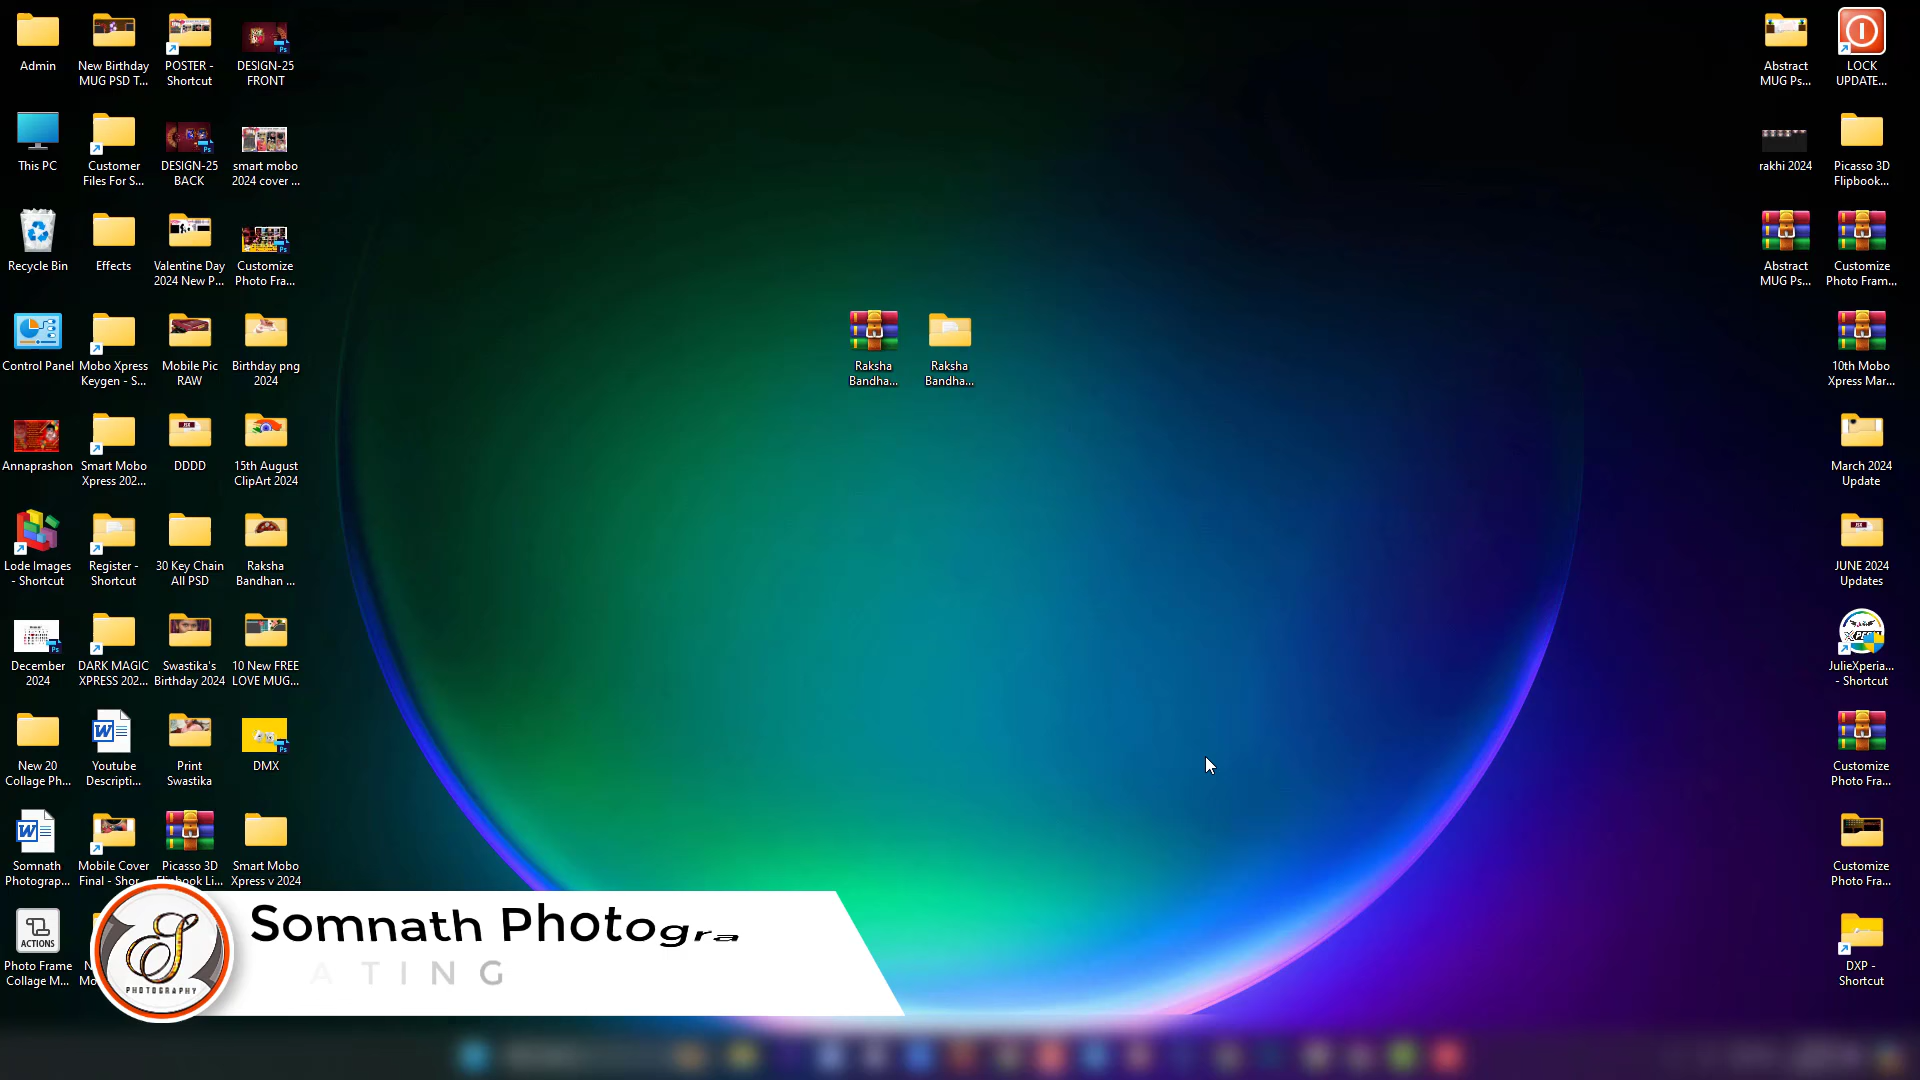 Admin
New Birthday
MUG PSD T...
POSTER -
Shortcut
DESIGN-25
FRONT
This PC
Customer
Files For S...
DESIGN-25
BACK
smart mobo
2024 cover ...
Recycle Bin
Effects
Valentine Day
2024 New P...
Customize
Photo Fra...
Control Panel
Mobo Xpress
Keygen - S...
Mobile Pic
RAW
Birthday png
2024
Annaprashon
Smart Mobo
Xpress 202...
DDDD
15th August
ClipArt 2024
Lode Images
- Shortcut
Register -
Shortcut
30 Key Chain
All PSD
Raksha
Bandhan ...
December
2024
DARK MAGIC
XPRESS 202...
Swastika's
Birthday 2024
10 New FREE
LOVE MUG...
New 20
Collage Ph...
Youtube
Descripti...
Print
Swastika
DMX
Somnath
Photograp...
Mobile Cover
Final - Shor...
Picasso 3D
Flipbook Li...
Smart Mobo
Xpress v 2024
ACTIONS
Photo Frame
Collage M...
Raksha
Bandha...
Raksha
Bandha...
Abstract
MUG Ps...
LOCK
UPDATE...
rakhi 2024
Picasso 3D
Flipbook...
Abstract
MUG Ps...
Customize
Photo Fram...
10th Mobo
Xpress Mar...
March 2024
Update
JUNE 2024
Updates
JulieXperia...
- Shortcut
Customize
Photo Fra...
Customize
Photo Fra...
DXP -
Shortcut
Somnath Photogra
ATING
PHOTOGRAPHY